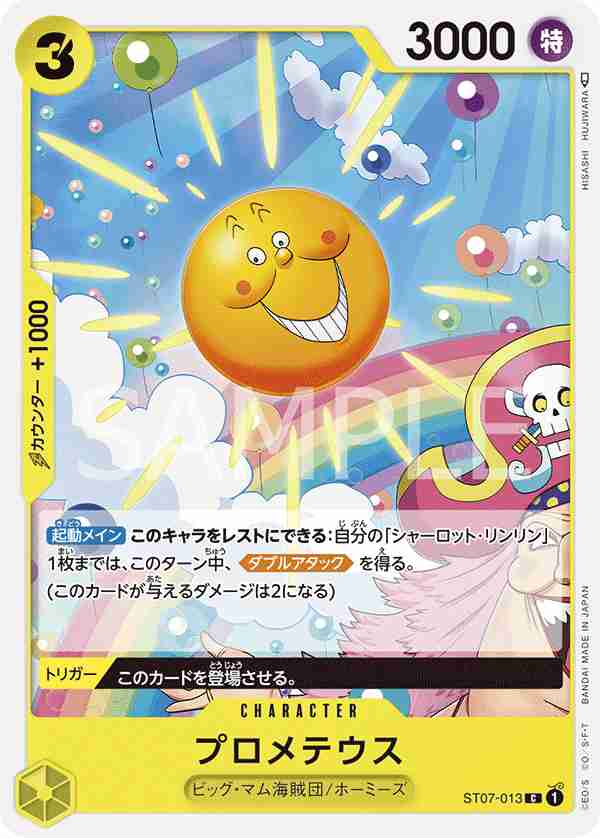 3
3000 特
HISASHI HUJIWARA
SAMPLE
カウンター +1000
起動メイン このキャラをレストにできる：自分の「シャーロット・リンリン」
1枚までは、このターン中、 ダブルアタック を得る。
(このカードが与えるダメージは2になる)
トリガー このカードを登場させる。
CHARACTER
プロメテウス
ビッグ・マム海賊団/ホーミーズ
ST07-013 C 1
©E.O/S ©O/S・F・T BANDAI MADE IN JAPAN